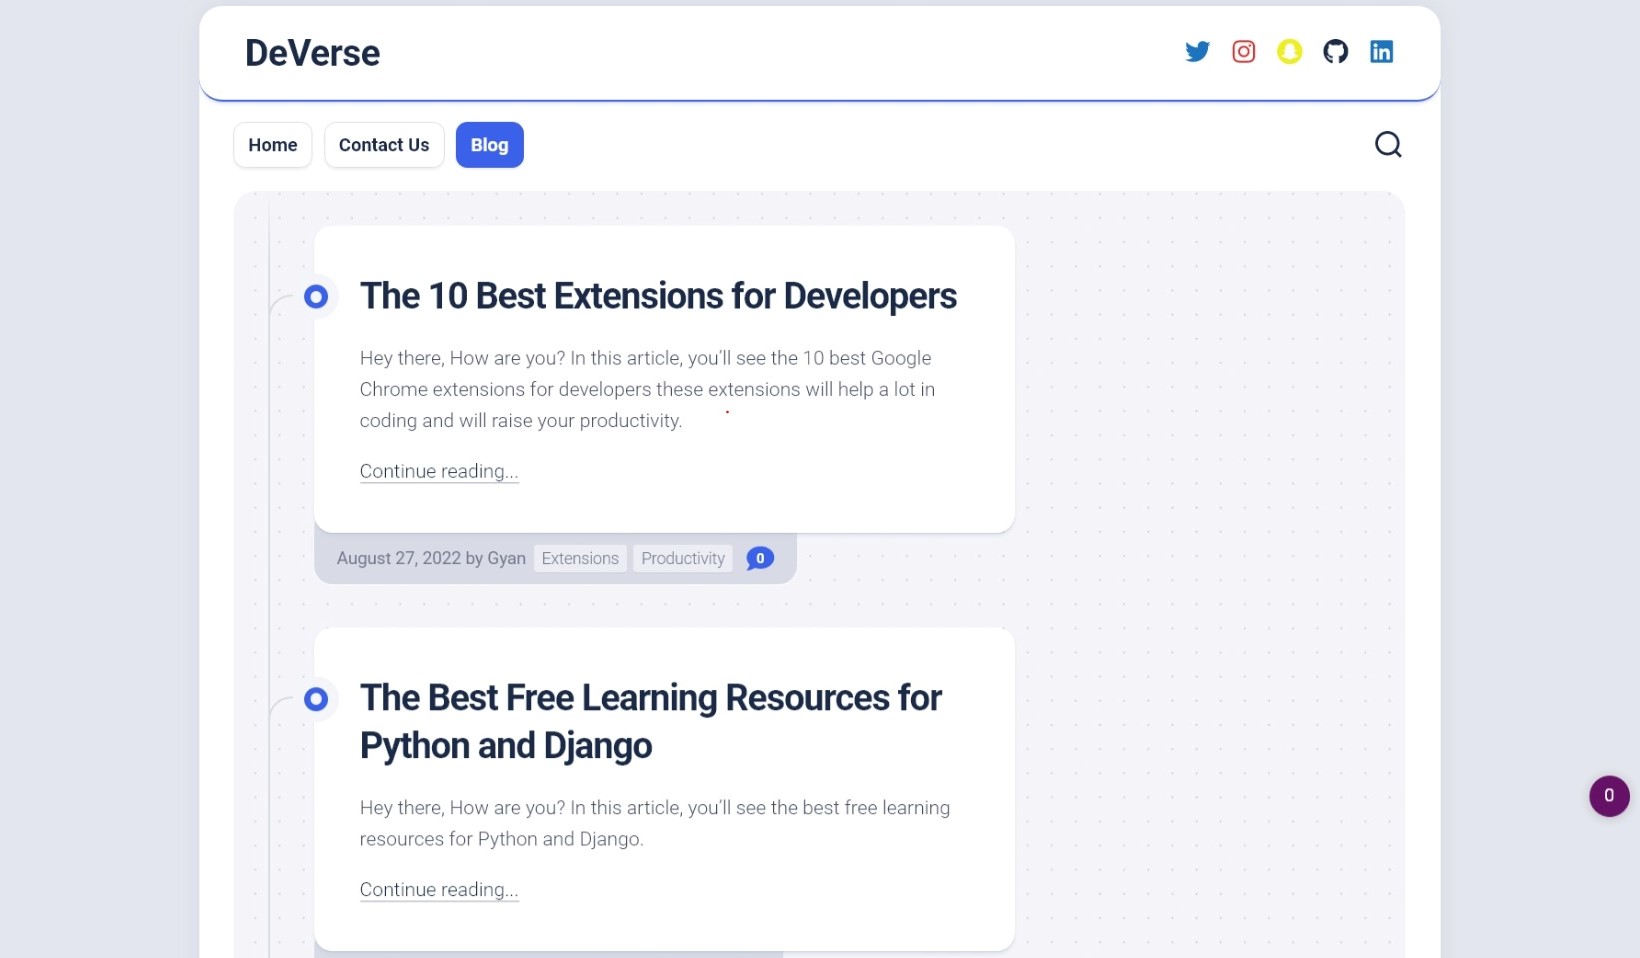 DeVerse
Home
Contact Us
Blog
The 10 Best Extensions for Developers
Hey there, How are you? In this article, you’ll see the 10 best Google
Chrome extensions for developers these extensions will help a lot in
coding and will raise your productivity.
Continue reading...
August 27, 2022 by Gyan Extensions Productivity 0
The Best Free Learning Resources for
Python and Django
Hey there, How are you? In this article, you’ll see the best free learning
resources for Python and Django.
Continue reading...
0